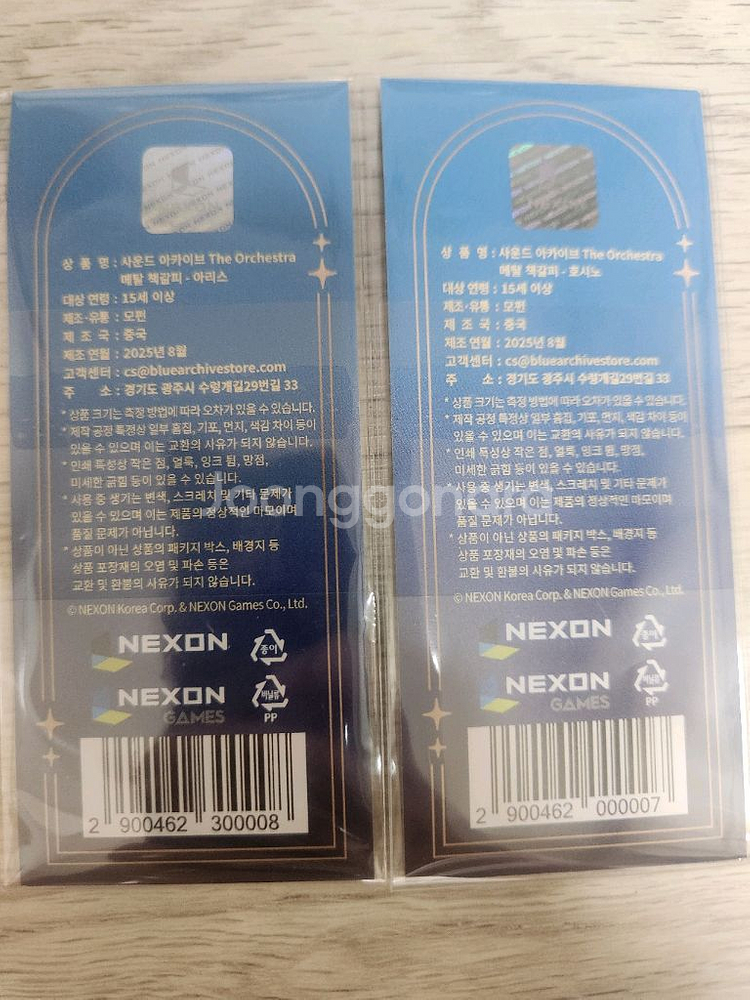 상 품 명 : 사운드 아카이브 The Orchestra
메탈 책갈피 - 아리스
대상 연령 : 15세 이상
제조·유통 : 모펀
제 조 국 : 중국
제조 연월 : 2025년 8월
고객센터 : cs@bluearchivestore.com
주 소 : 경기도 광주시 수렁개길29번길 33
* 상품 크기는 측정 방법에 따라 오차가 있을 수 있습니다.
* 제작 공정 특정상 일부 흠집, 기포, 먼지, 색감 차이 등이
있을 수 있으며 이는 교환의 사유가 되지 않습니다.
* 인쇄 특성상 작은 점, 얼룩, 잉크 튐, 망점,
미세한 긁힘 등이 있을 수 있습니다.
* 사용 중 생기는 변색, 스크래치 및 기타 문제가
있을 수 있으며 이는 제품의 정상적인 마모이며
품질 문제가 아닙니다.
* 상품이 아닌 상품의 패키지 박스, 배경지 등
상품 포장재의 오염 및 파손 등은
교환 및 환불의 사유가 되지 않습니다.
© NEXON Korea Corp. & NEXON Games Co., Ltd.
NEXON
종이
NEXON
GAMES
비닐류
PP
2 900462 300008
상 품 명 : 사운드 아카이브 The Orchestra
메탈 책갈피 - 호시노
대상 연령 : 15세 이상
제조·유통 : 모펀
제 조 국 : 중국
제조 연월 : 2025년 8월
고객센터 : cs@bluearchivestore.com
주 소 : 경기도 광주시 수렁개길29번길 33
* 상품 크기는 측정 방법에 따라 오차가 있을 수 있습니다.
* 제작 공정 특정상 일부 흠집, 기포, 먼지, 색감 차이 등이
있을 수 있으며 이는 교환의 사유가 되지 않습니다.
* 인쇄 특성상 작은 점, 얼룩, 잉크 튐, 망점,
미세한 긁힘 등이 있을 수 있습니다.
* 사용 중 생기는 변색, 스크래치 및 기타 문제가
있을 수 있으며 이는 제품의 정상적인 마모이며
품질 문제가 아닙니다.
* 상품이 아닌 상품의 패키지 박스, 배경지 등
상품 포장재의 오염 및 파손 등은
교환 및 환불의 사유가 되지 않습니다.
© NEXON Korea Corp. & NEXON Games Co., Ltd.
NEXON
종이
NEXON
GAMES
비닐류
PP
2 900462 000007